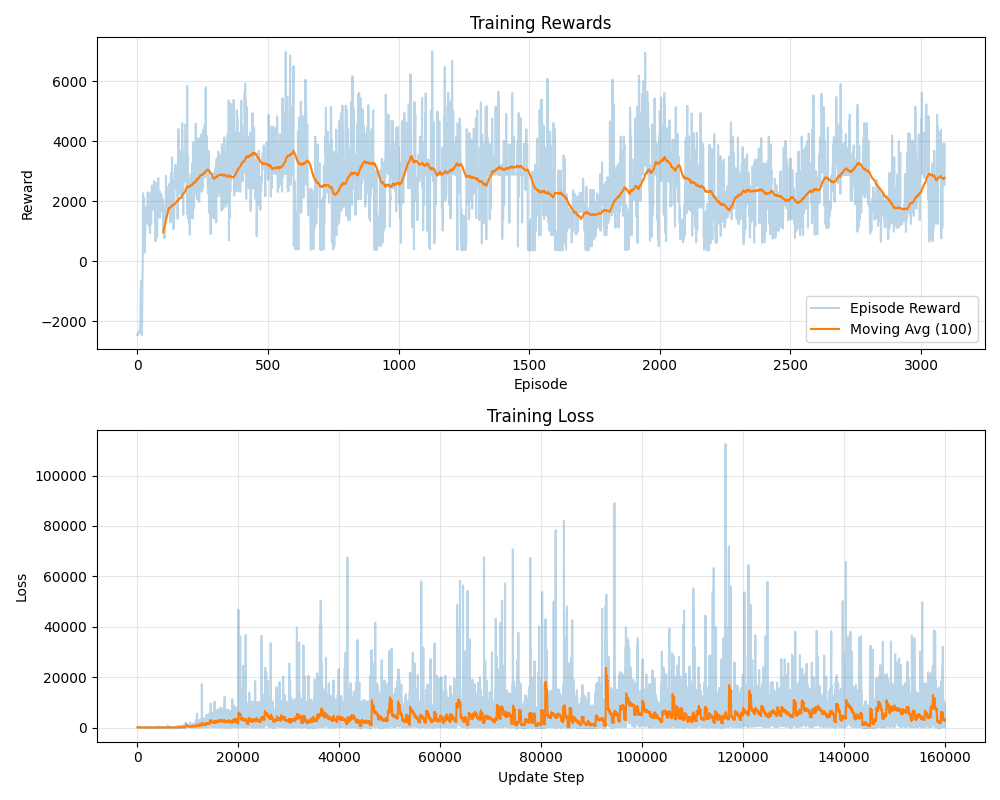 Training Rewards
Reward
6000
4000
2000
0
−2000
Episode Reward
Moving Avg (100)
0 500 1000 1500 2000 2500 3000
Episode
Training Loss
Loss
100000
80000
60000
40000
20000
0
0 20000 40000 60000 80000 100000 120000 140000 160000
Update Step